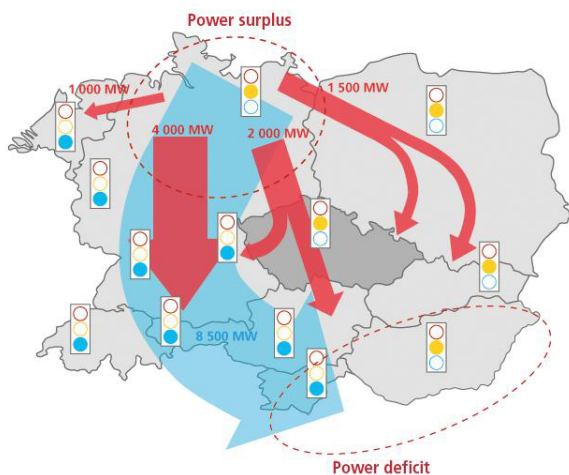 Power surplus
1 000 MW
1 500 MW
4 000 MW
2 000 MW
8 500 MW
Power deficit